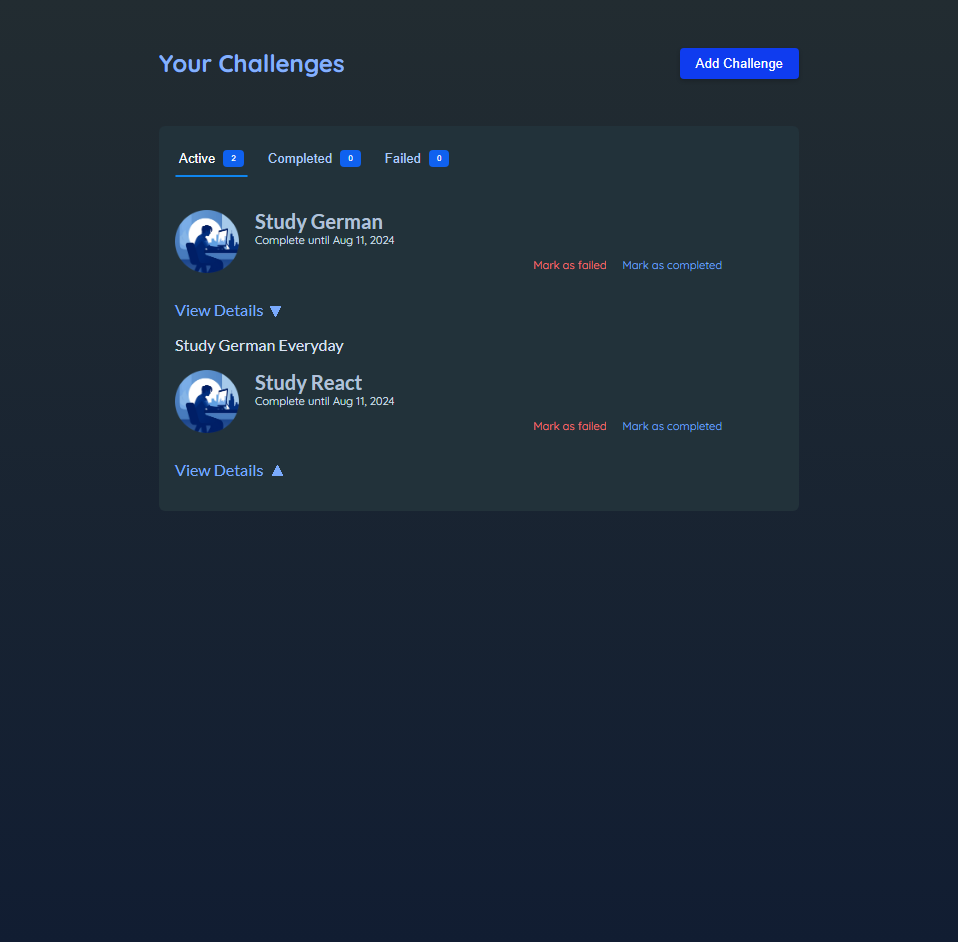 Your Challenges Add Challenge
Active 2 Completed 0 Failed 0
Study German
Complete until Aug 11, 2024
Mark as failed Mark as completed
View Details ▼
Study German Everyday
Study React
Complete until Aug 11, 2024
Mark as failed Mark as completed
View Details ▲